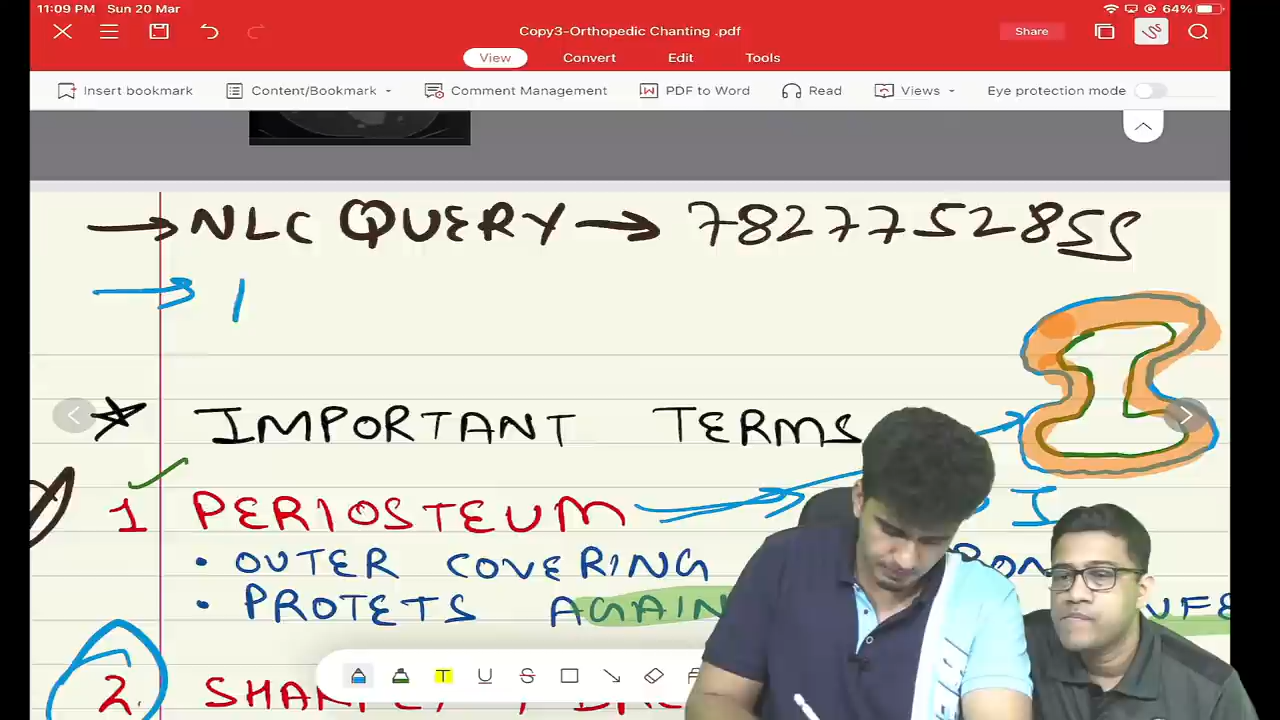 11:09 PM Sun 20 Mar 64%
Copy3-Orthopedic Chanting .pdf
Share
View Convert Edit Tools
Insert bookmark Content/Bookmark Comment Management PDF to Word Read Views Eye protection mode
→ NLC QUERY → 7827752855
→ 1
★ IMPORTANT TERMS
1 PERIOSTEUM → I
• OUTER COVERING
• PROTETS AGAIN
T U S
2.